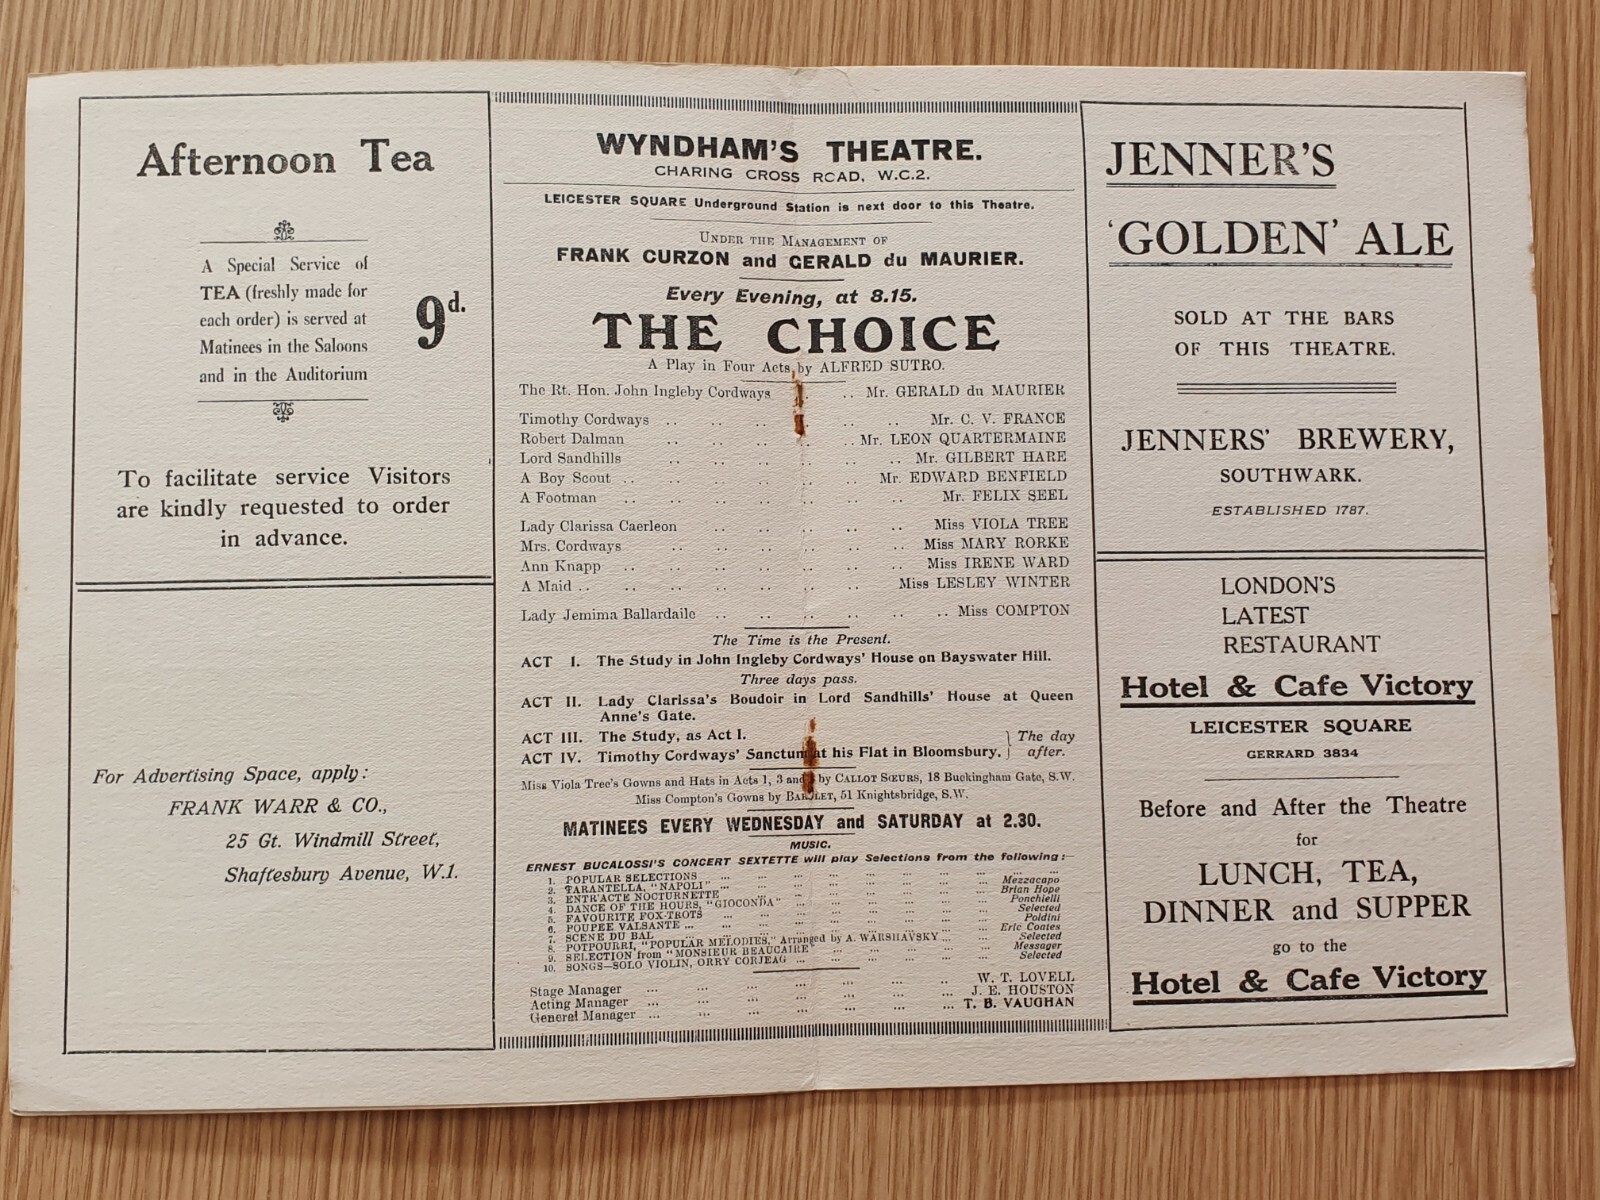 Afternoon Tea
A Special Service of
TEA (freshly made for
each order) is served at
Matinees in the Saloons
and in the Auditorium
9d.
To facilitate service Visitors
are kindly requested to order
in advance.
For Advertising Space, apply:
FRANK WARR & CO.,
25 Gt. Windmill Street,
Shaftesbury Avenue, W.1.
WYNDHAM'S THEATRE.
CHARING CROSS ROAD, W.C.2.
LEICESTER SQUARE Underground Station is next door to this Theatre.
UNDER THE MANAGEMENT OF
FRANK CURZON and GERALD du MAURIER.
Every Evening, at 8.15.
THE CHOICE
A Play in Four Acts, by ALFRED SUTRO.
The Rt. Hon. John Ingleby Cordways .. .. Mr. GERALD du MAURIER
Timothy Cordways .. .. .. .. .. .. Mr. C. V. FRANCE
Robert Dalman .. .. .. .. .. Mr. LEON QUARTERMAINE
Lord Sandhills .. .. .. .. .. .. Mr. GILBERT HARE
A Boy Scout .. .. .. .. .. .. Mr. EDWARD BENFIELD
A Footman .. .. .. .. .. .. .. Mr. FELIX SEEL
Lady Clarissa Caerleon .. .. .. .. .. Miss VIOLA TREE
Mrs. Cordways .. .. .. .. .. .. Miss MARY RORKE
Ann Knapp .. .. .. .. .. .. .. Miss IRENE WARD
A Maid .. .. .. .. .. .. .. Miss LESLEY WINTER
Lady Jemima Ballardaile .. .. .. .. .. .. Miss COMPTON
The Time is the Present.
ACT I. The Study in John Ingleby Cordways' House on Bayswater Hill.
Three days pass.
ACT II. Lady Clarissa's Boudoir in Lord Sandhills' House at Queen
Anne's Gate.
ACT III. The Study, as Act I.
ACT IV. Timothy Cordways' Sanctum at his Flat in Bloomsbury.
} The day
after.
Miss Viola Tree's Gowns and Hats in Acts 1, 3 and by CALLOT SŒURS, 18 Buckingham Gate, S.W.
Miss Compton's Gowns by 51 Knightsbridge, S.W.
MATINEES EVERY WEDNESDAY and SATURDAY at 2.30.
MUSIC.
ERNEST BUCALOSSI'S CONCERT SEXTETTE will play Selections from the following:—
1. POPULAR SELECTIONS
2. TARANTELLA, "NAPOLI" ... Mezzacapo
3. ENTR'ACTE NOCTURNETTE ... Brian Hope
4. DANCE OF THE HOURS, "GIOCONDA" ... Ponchielli
5. FAVOURITE FOX-TROTS ... Selected
6. POUPEE VALSANTE ... Poldini
7. SCENE DU BAL ... Eric Coates
8. POTPOURRI, "POPULAR MELODIES," Arranged by A. WARSHAVSKY ... Selected
9. SELECTION from "MONSIEUR BEAUCAIRE" ... Messager
10. SONGS—SOLO VIOLIN, ORRY CORJEAG ... Selected
Stage Manager ... W. T. LOVELL
Acting Manager ... J. E. HOUSTON
General Manager ... T. B. VAUGHAN
JENNER'S
'GOLDEN' ALE
SOLD AT THE BARS
OF THIS THEATRE.
JENNERS' BREWERY,
SOUTHWARK.
ESTABLISHED 1787.
LONDON'S
LATEST
RESTAURANT
Hotel & Cafe Victory
LEICESTER SQUARE
GERRARD 3834
Before and After the Theatre
for
LUNCH, TEA,
DINNER and SUPPER
go to the
Hotel & Cafe Victory